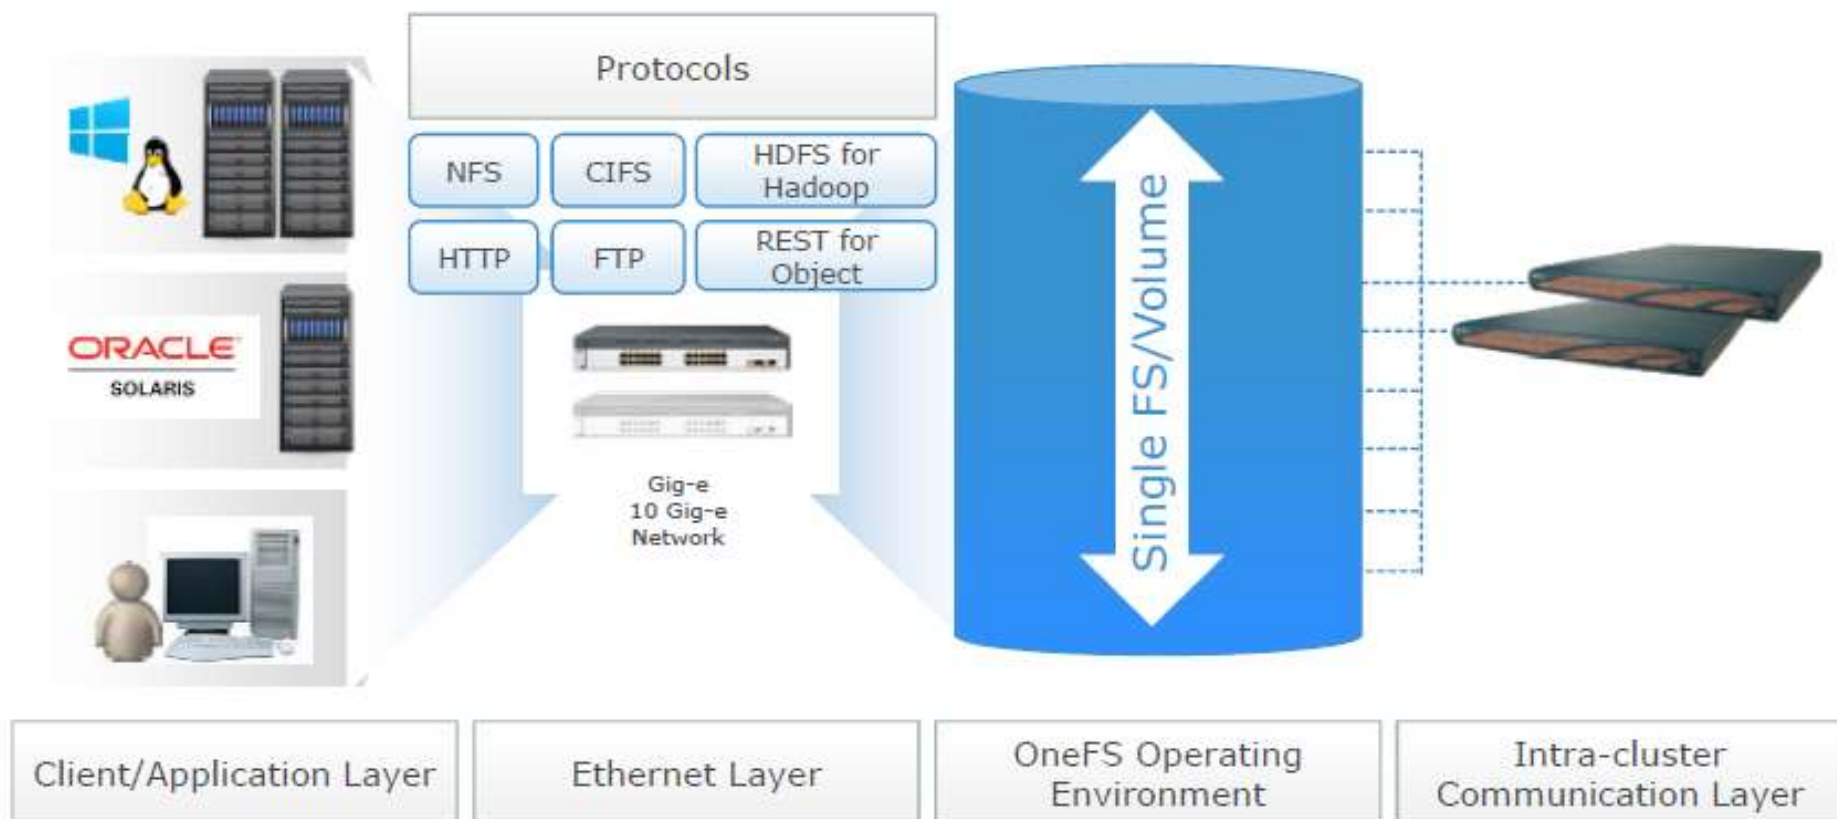 Protocols
NFS
CIFS
HDFS for
Hadoop
HTTP
FTP
REST for
Object
ORACLE
SOLARIS
Gig-e
10 Gig-e
Network
Single FS/Volume
Client/Application Layer
Ethernet Layer
OneFS Operating
Environment
Intra-cluster
Communication Layer